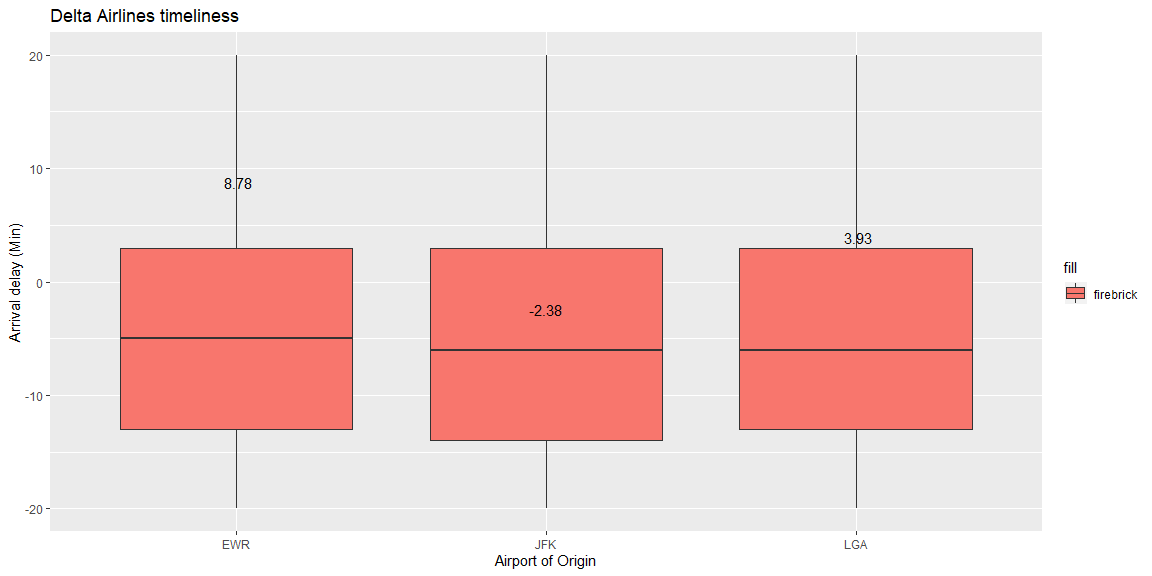 Delta Airlines timeliness
20
10
0
-10
-20
Arrival delay (Min)
8.78
-2.38
3.93
EWR
JFK
LGA
Airport of Origin
fill
firebrick